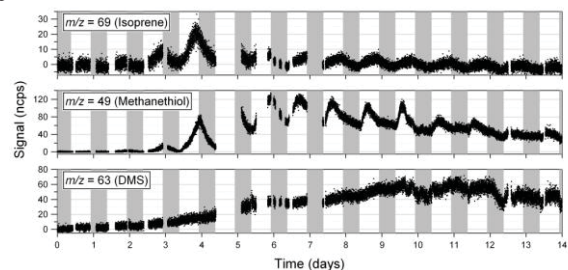 m/z = 69 (Isoprene)
30
20
10
0
m/z = 49 (Methanethiol)
120
80
40
0
Signal (ncps)
m/z = 63 (DMS)
80
60
40
20
0
0 1 2 3 4 5 6 7 8 9 10 11 12 13 14
Time (days)